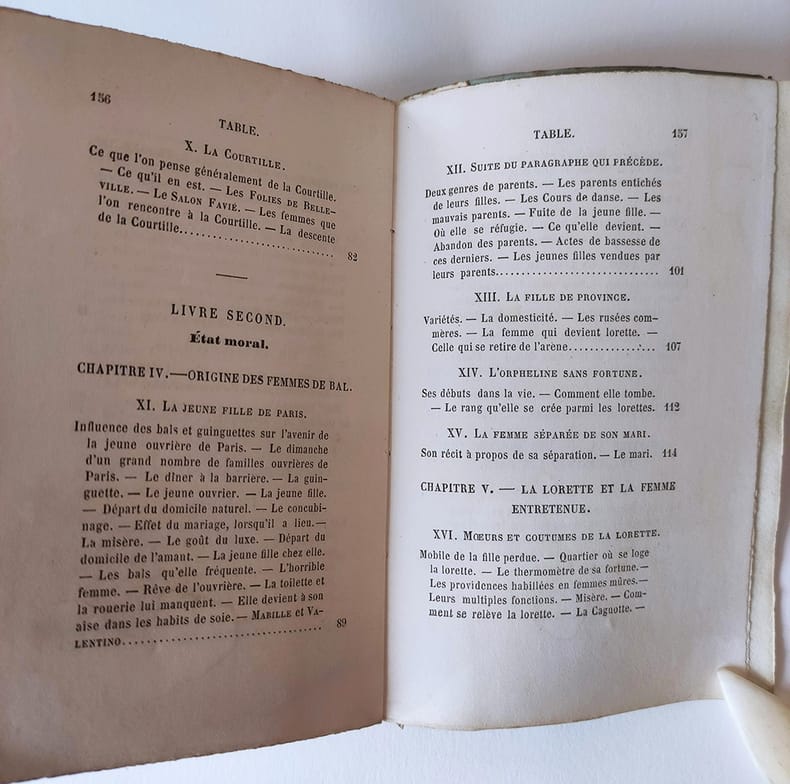 156
TABLE.
X. LA COURTILLE.
Ce que l'on pense généralement de la Courtille.
— Ce qu'il en est. — LES FOLIES DE BELLE-
VILLE. — LE SALON FAVIÉ. — Les femmes que
l'on rencontre à la Courtille. — La descente
de la Courtille............................ 82
LIVRE SECOND.
État moral.
CHAPITRE IV.—ORIGINE DES FEMMES DE BAL.
XI. LA JEUNE FILLE DE PARIS.
Influence des bals et guinguettes sur l'avenir de
la jeune ouvrière de Paris. — Le dimanche
d'un grand nombre de familles ouvrières de
Paris. — Le dîner à la barrière. — La guin-
guette. — Le jeune ouvrier. — La jeune fille.
— Départ du domicile naturel. — Le concubi-
nage. — Effet du mariage, lorsqu'il a lieu.—
La misère. — Le goût du luxe. — Départ du
domicile de l'amant. — La jeune fille chez elle.
— Les bals qu'elle fréquente. — L'horrible
femme. — Rêve de l'ouvrière. — La toilette et
la rouerie lui manquent. — Elle devient à son
aise dans les habits de soie. — MABILLE et VA-
LENTINO.............................. 89
TABLE. 157
XII. SUITE DU PARAGRAPHE QUI PRÉCÈDE.
Deux genres de parents. — Les parents entichés
de leurs filles. — Les Cours de danse. — Les
mauvais parents. — Fuite de la jeune fille. —
Où elle se réfugie. — Ce qu'elle devient. —
Abandon des parents. — Actes de bassesse de
ces derniers. — Les jeunes filles vendues par
leurs parents............................. 101
XIII. LA FILLE DE PROVINCE.
Variétés. — La domesticité. — Les rusées com-
mères. — La femme qui devient lorette. —
Celle qui se retire de l'arène................ 107
XIV. L'ORPHELINE SANS FORTUNE.
Ses débuts dans la vie. — Comment elle tombe.
— Le rang qu'elle se crée parmi les lorettes. 112
XV. LA FEMME SÉPARÉE DE SON MARI.
Son récit à propos de sa séparation. — Le mari. 114
CHAPITRE V. — LA LORETTE ET LA FEMME
ENTRETENUE.
XVI. MŒURS ET COUTUMES DE LA LORETTE.
Mobile de la fille perdue. — Quartier où se loge
la lorette. — Le thermomètre de sa fortune.—
Les providences habillées en femmes mûres.—
Leurs multiples fonctions. — Misère. — Com-
ment se relève la lorette. — La Cagnotte. —